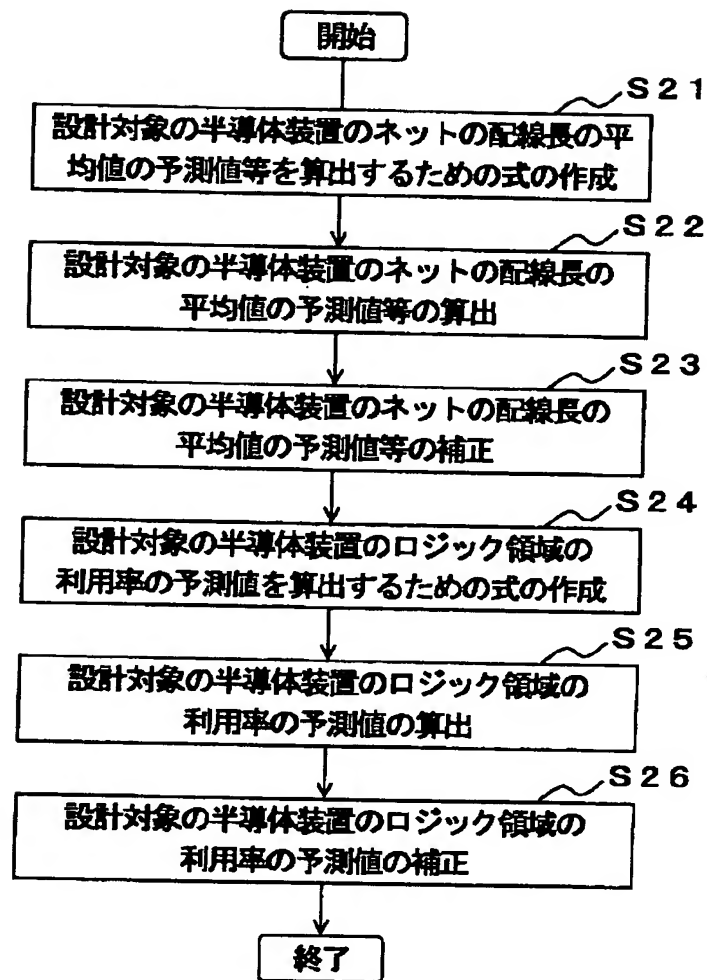 開始
S21
設計対象の半導体装置のネットの配線長の平
均値の予測値等を算出するための式の作成
S22
設計対象の半導体装置のネットの配線長の
平均値の予測値等の算出
S23
設計対象の半導体装置のネットの配線長の
平均値の予測値等の補正
S24
設計対象の半導体装置のロジック領域の
利用率の予測値を算出するための式の作成
S25
設計対象の半導体装置のロジック領域の
利用率の予測値の算出
S26
設計対象の半導体装置のロジック領域の
利用率の予測値の補正
終了